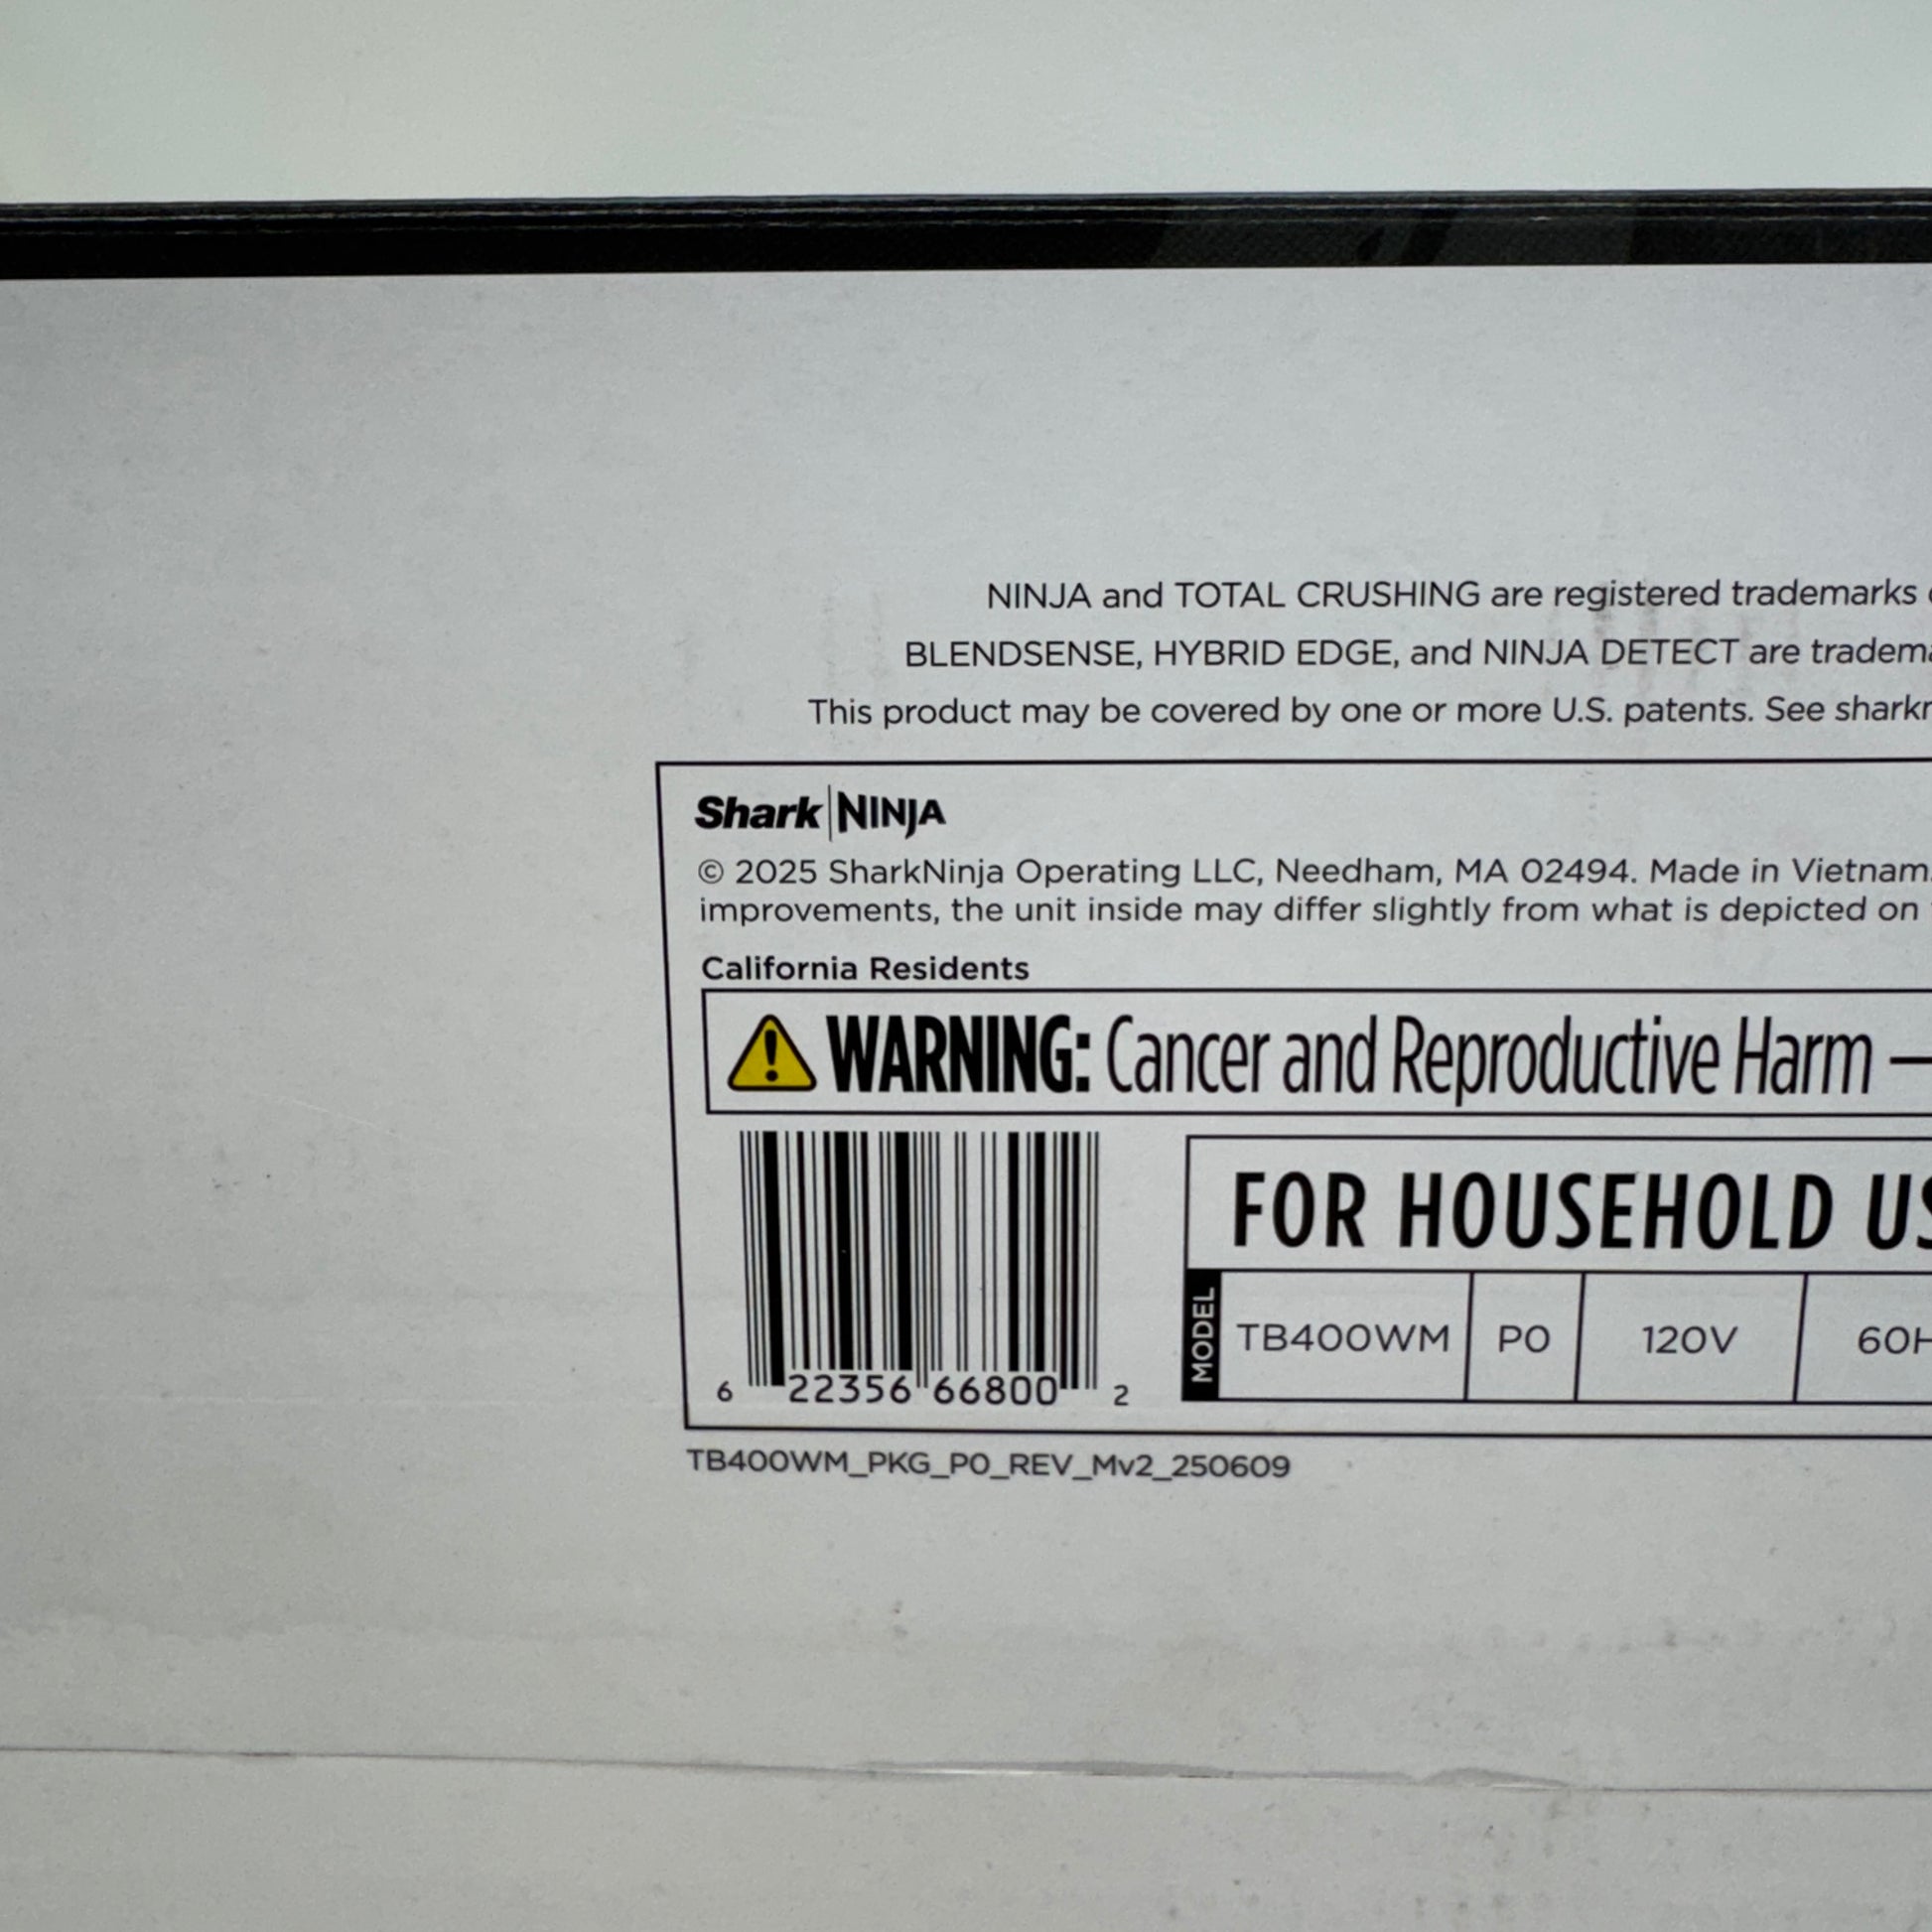 NINJA and TOTAL CRUSHING are registered trademarks
BLENDSENSE, HYBRID EDGE, and NINJA DETECT are
This product may be covered by one or more U.S. patents. See
Shark NINJA
© 2025 SharkNinja Operating LLC, Needham, MA 02494. Made in Vietnam.
improvements, the unit inside may differ slightly from what is depicted on
California Residents
WARNING: Cancer and Reproductive Harm —
FOR HOUSEHOLD
MODEL TB400WM P0 120V
6 22356 66800 2
TB400WM_PKG_P0_REV_Mv2_250609